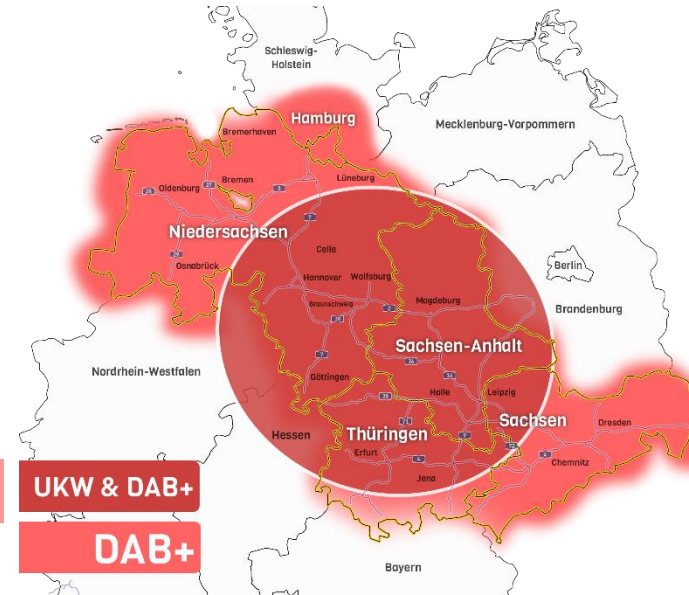 Schleswig-
Holstein
Hamburg
Mecklenburg-Vorpommern
Bremerhaven
Bremen
Lüneburg
Oldenburg
Niedersachsen
Osnabrück
Celle
Berlin
Hannover
Wolfsburg
Braunschweig
Magdeburg
Brandenburg
Sachsen-Anhalt
Nordrhein-Westfalen
Göttingen
Halle
Leipzig
Sachsen
Dresden
Hessen
Thüringen
Erfurt
Chemnitz
Jena
UKW & DAB+
DAB+
Bayern